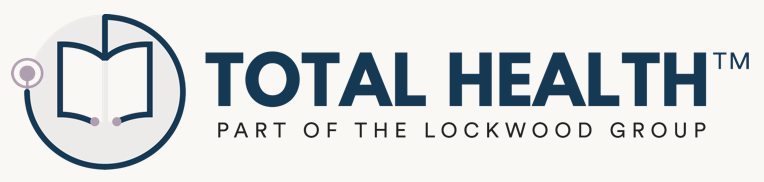 TOTAL HEALTH™
PART OF THE LOCKWOOD GROUP